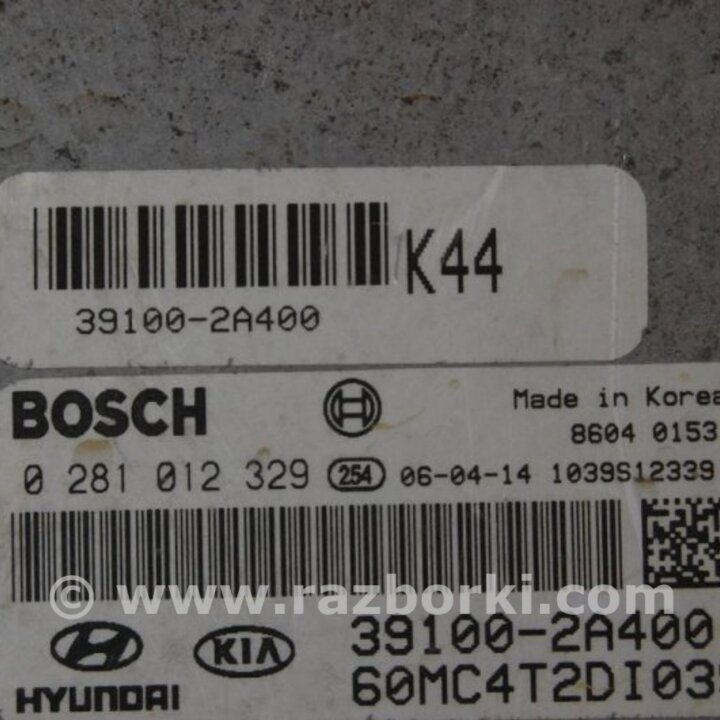 K44
39100-2A400
BOSCH
Made in Korea
8604 0153
0 281 012 329 254 06-04-14 1039S12339
© www.razborki.com
HYUNDAI KIA 39100-2A400
60MC4T2DI03